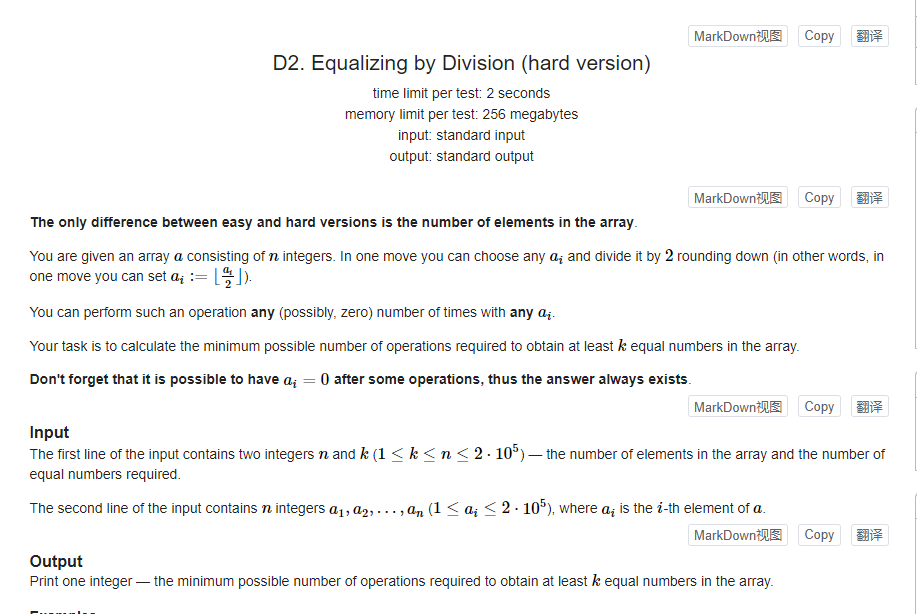 MarkDown视图 Copy 翻译
D2. Equalizing by Division (hard version)
time limit per test: 2 seconds
memory limit per test: 256 megabytes
input: standard input
output: standard output
MarkDown视图 Copy 翻译
The only difference between easy and hard versions is the number of elements in the array.
You are given an array a consisting of n integers. In one move you can choose any a_i and divide it by 2 rounding down (in other words, in
one move you can set a_i := ⌊a_i/2⌋).
You can perform such an operation any (possibly, zero) number of times with any a_i.
Your task is to calculate the minimum possible number of operations required to obtain at least k equal numbers in the array.
Don't forget that it is possible to have a_i = 0 after some operations, thus the answer always exists.
MarkDown视图 Copy 翻译
Input
The first line of the input contains two integers n and k (1 ≤ k ≤ n ≤ 2 · 10^5) — the number of elements in the array and the number of
equal numbers required.
The second line of the input contains n integers a_1, a_2, . . . , a_n (1 ≤ a_i ≤ 2 · 10^5), where a_i is the i-th element of a.
MarkDown视图 Copy 翻译
Output
Print one integer — the minimum possible number of operations required to obtain at least k equal numbers in the array.